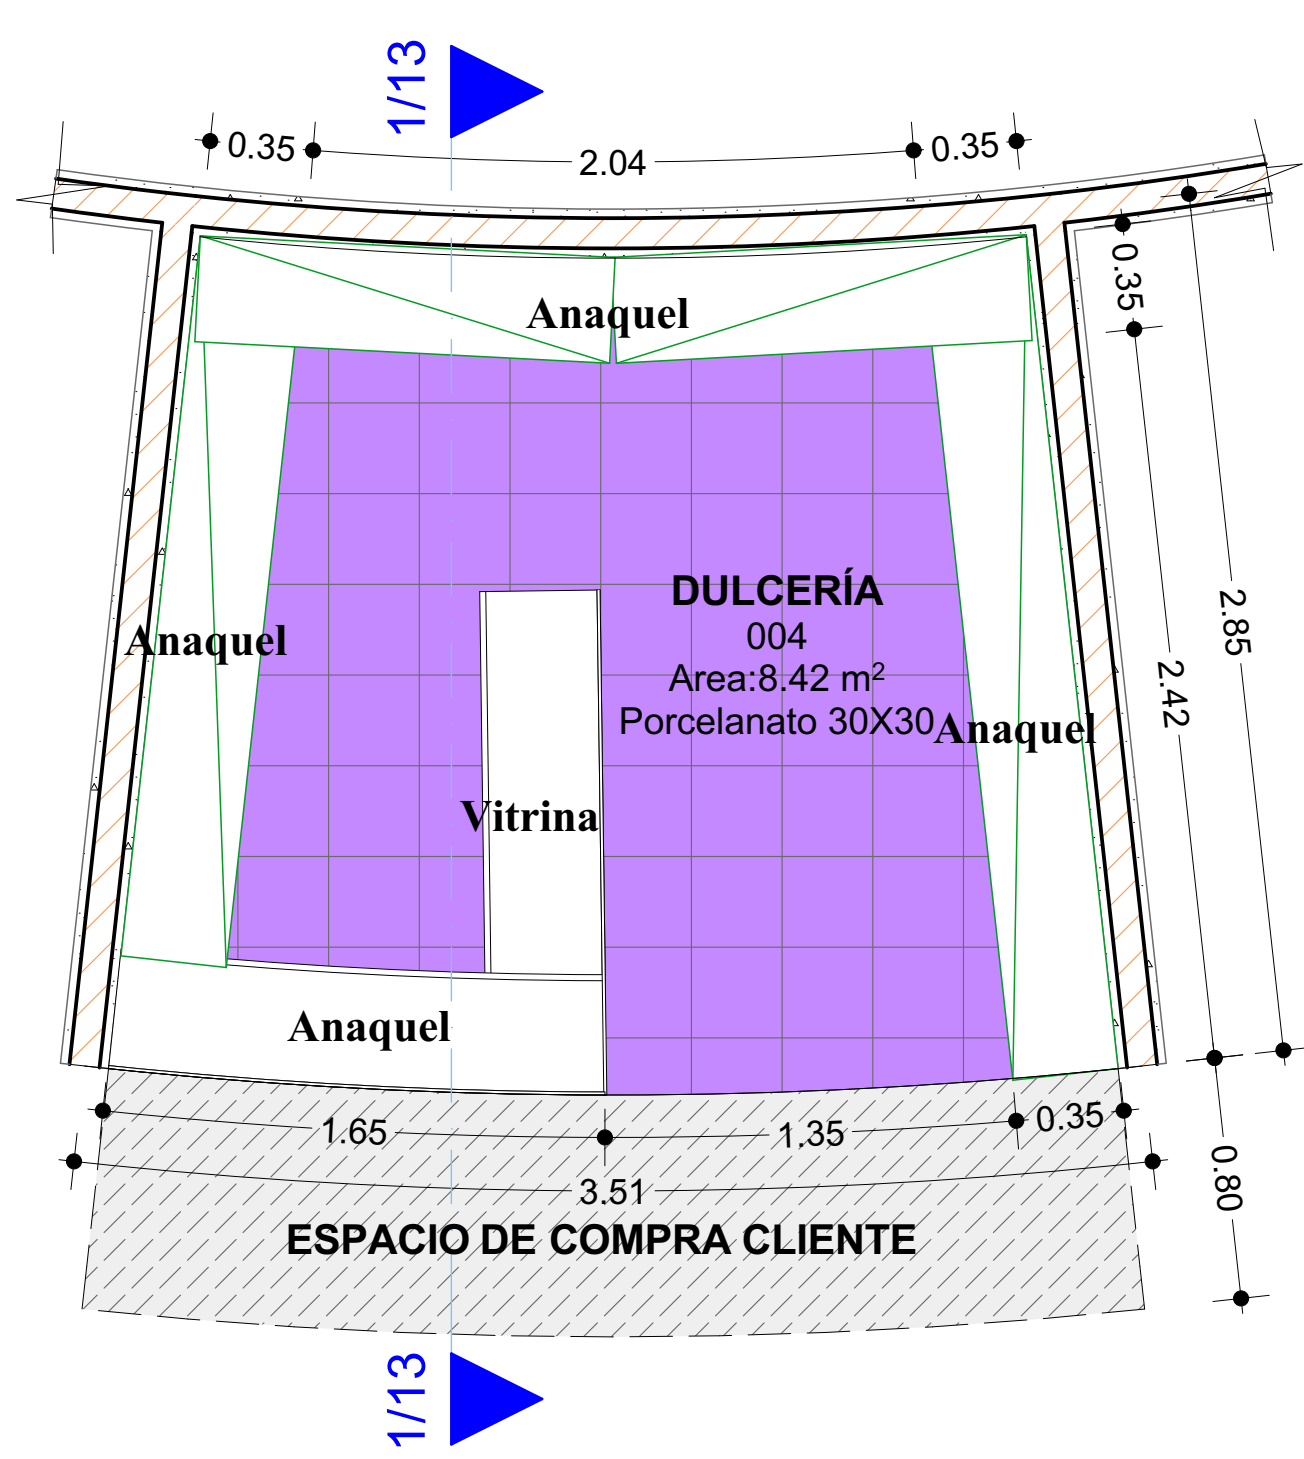 1/13
0.35
2.04
0.35
0.35
Anaquel
DULCERÍA
004
Area:8.42 m²
Porcelanato 30X30
Anaquel
Anaquel
2.85
2.42
Vitrina
Anaquel
1.65
1.35
0.35
0.80
3.51
ESPACIO DE COMPRA CLIENTE
1/13